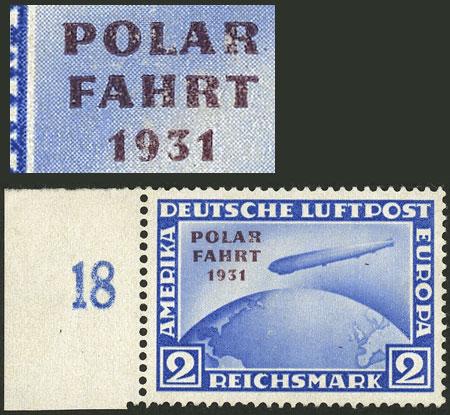 POLAR
FAHRT
1931
18
DEUTSCHE LUFTPOST
AMERIKA
EUROPA
POLAR
FAHRT
1931
2 REICHSMARK 2